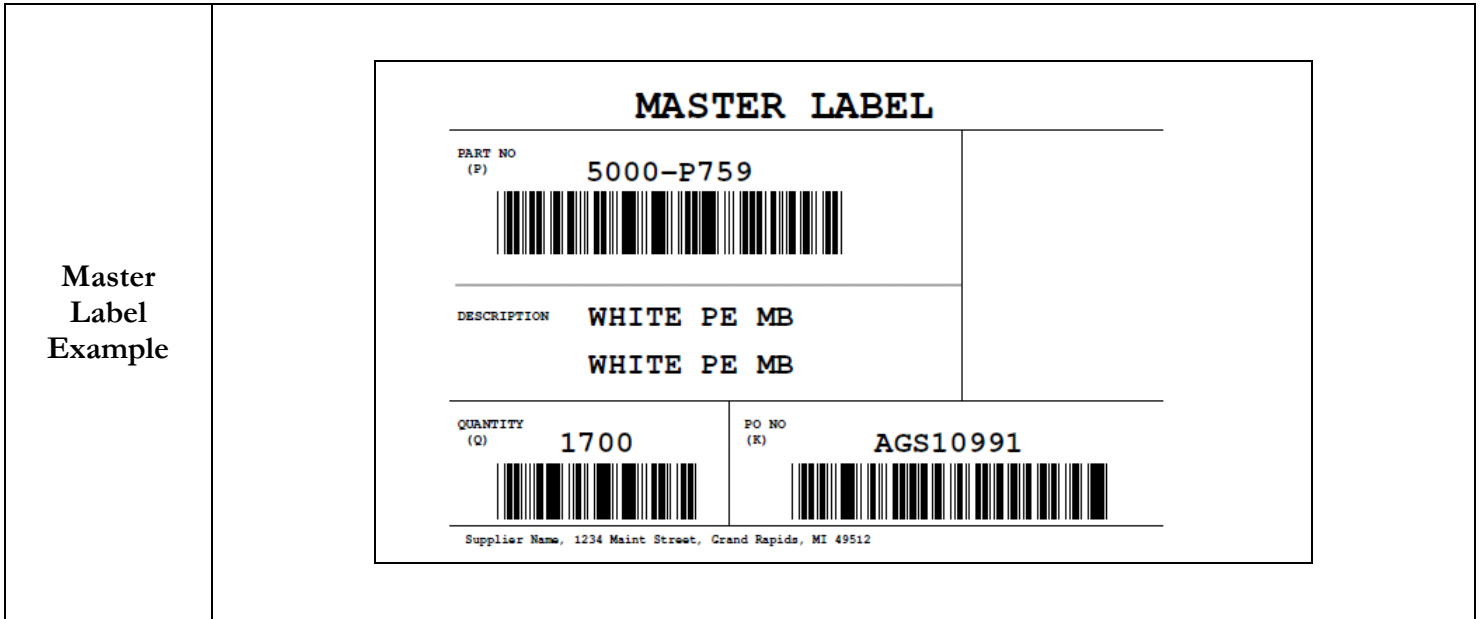 Master
Label
Example
MASTER LABEL
PART NO
(P)
5000-P759
DESCRIPTION
WHITE PE MB
WHITE PE MB
QUANTITY
(Q)
1700
PO NO
(K)
AGS10991
Supplier Name, 1234 Maint Street, Grand Rapids, MI 49512